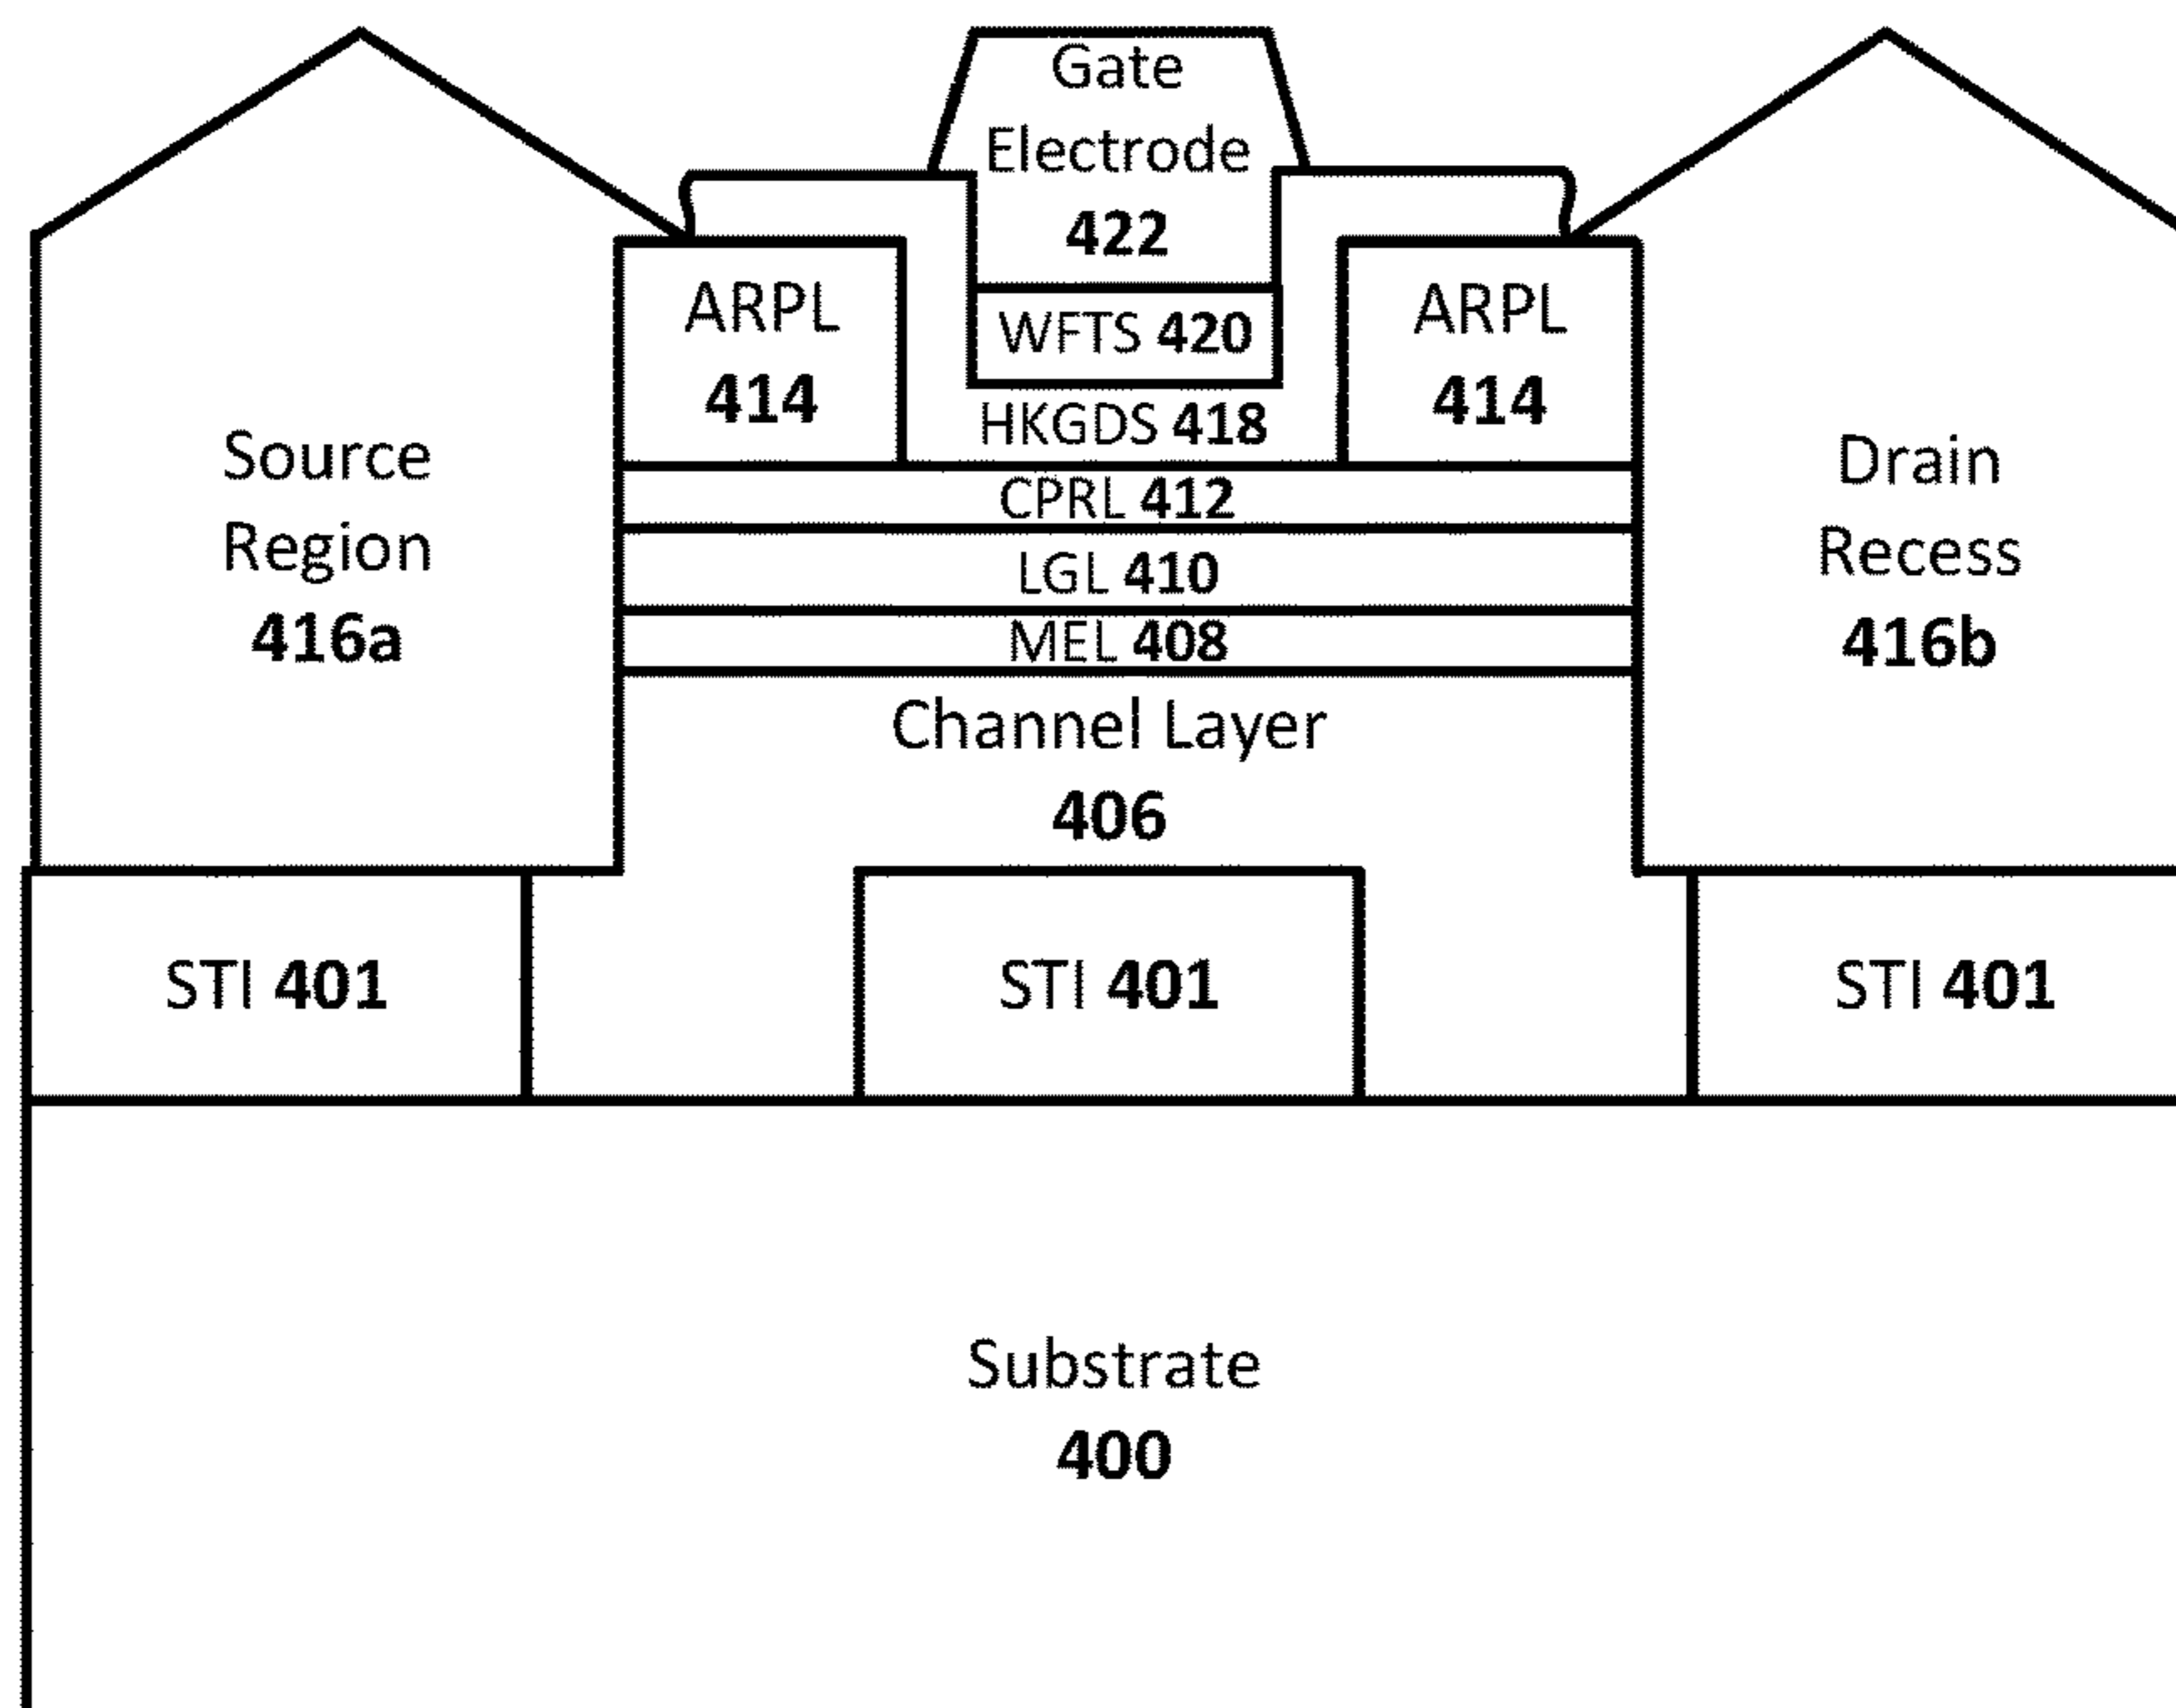 Gate
Electrode
422
ARPL
414
WFTS 420
ARPL
414
HKGDS 418
Source
Region
416a
CPRL 412
LGL 410
MEL 408
Drain
Recess
416b
Channel Layer
406
STI 401
STI 401
STI 401
Substrate
400